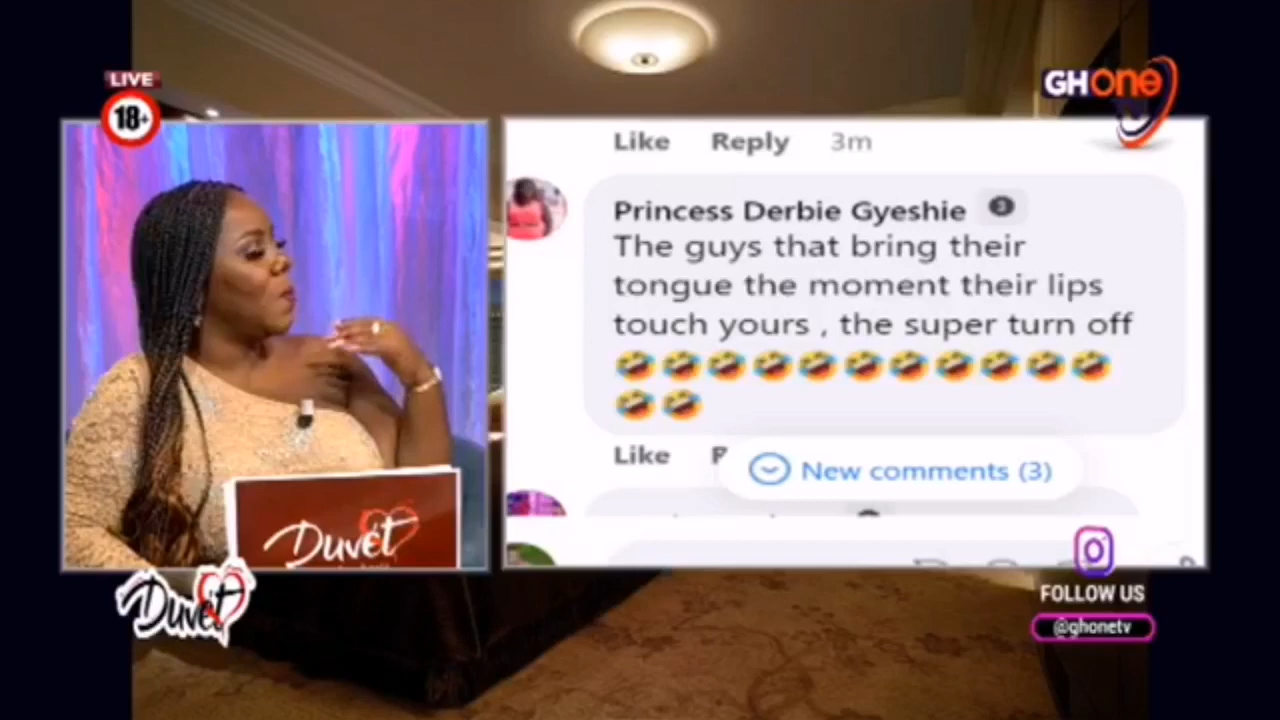 LIVE
18+
GHOne
Like Reply 3m
Princess Derbie Gyeshie 3
The guys that bring their
tongue the moment their lips
touch yours , the super turn off
🤣🤣🤣🤣🤣🤣🤣🤣🤣🤣🤣
🤣🤣
Like R
New comments (3)
Duvet
Duvet
FOLLOW US
@ghonetv